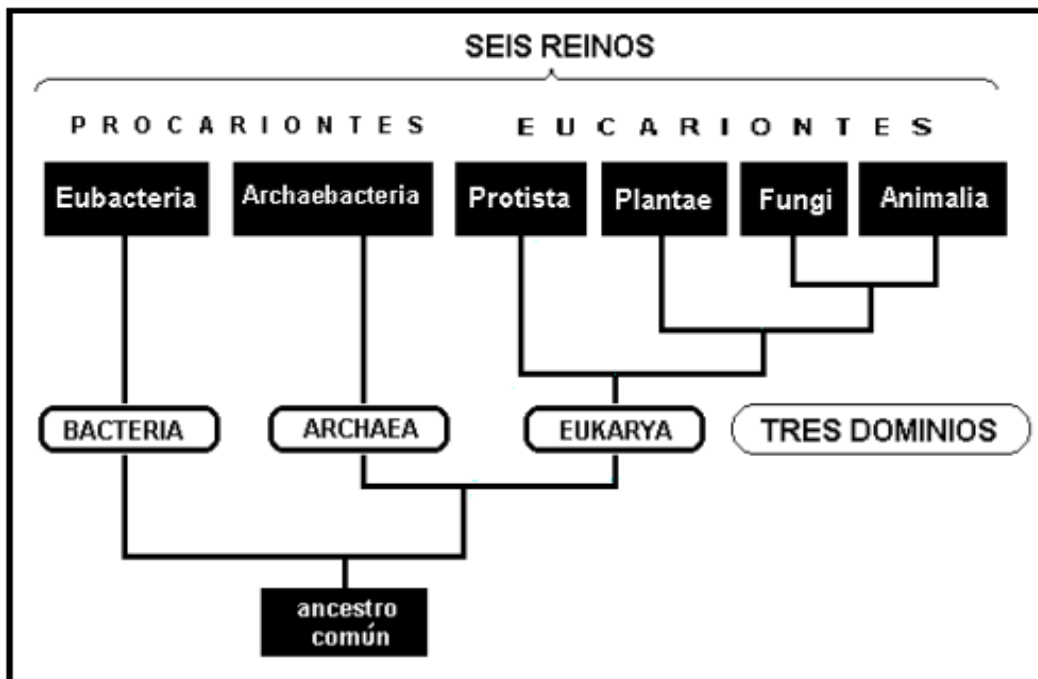 SEIS REINOS
PROCARIONTES EUCARIONTES
Eubacteria Archaebacteria Protista Plantae Fungi Animalia
BACTERIA ARCHAEA EUKARYA TRES DOMINIOS
ancestro
común